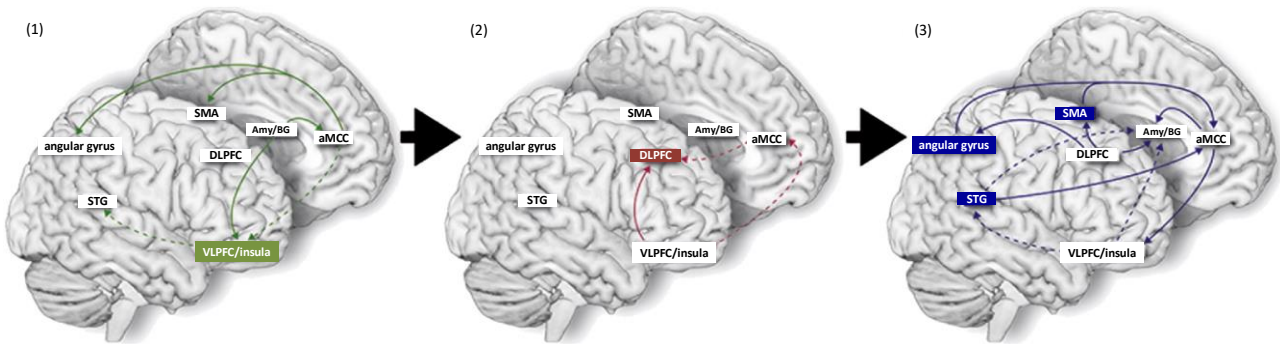 (1)
SMA
Amy/BG
aMCC
angular gyrus
DLPFC
STG
VLPFC/insula
(2)
SMA
Amy/BG
aMCC
angular gyrus
DLPFC
STG
VLPFC/insula
(3)
SMA
Amy/BG
aMCC
angular gyrus
DLPFC
STG
VLPFC/insula